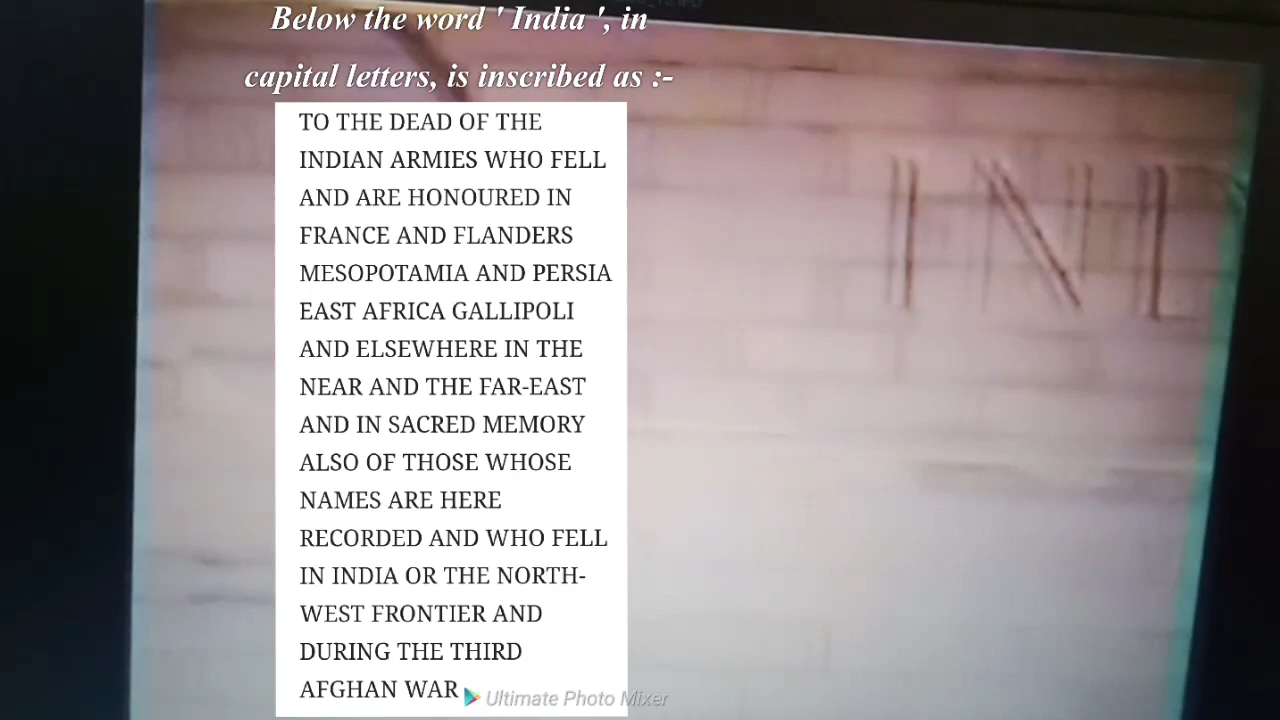 Below the word ' India ', in
capital letters, is inscribed as :-
TO THE DEAD OF THE
INDIAN ARMIES WHO FELL
AND ARE HONOURED IN
FRANCE AND FLANDERS
MESOPOTAMIA AND PERSIA
EAST AFRICA GALLIPOLI
AND ELSEWHERE IN THE
NEAR AND THE FAR-EAST
AND IN SACRED MEMORY
ALSO OF THOSE WHOSE
NAMES ARE HERE
RECORDED AND WHO FELL
IN INDIA OR THE NORTH-
WEST FRONTIER AND
DURING THE THIRD
AFGHAN WAR
Ultimate Photo Mixer
IND